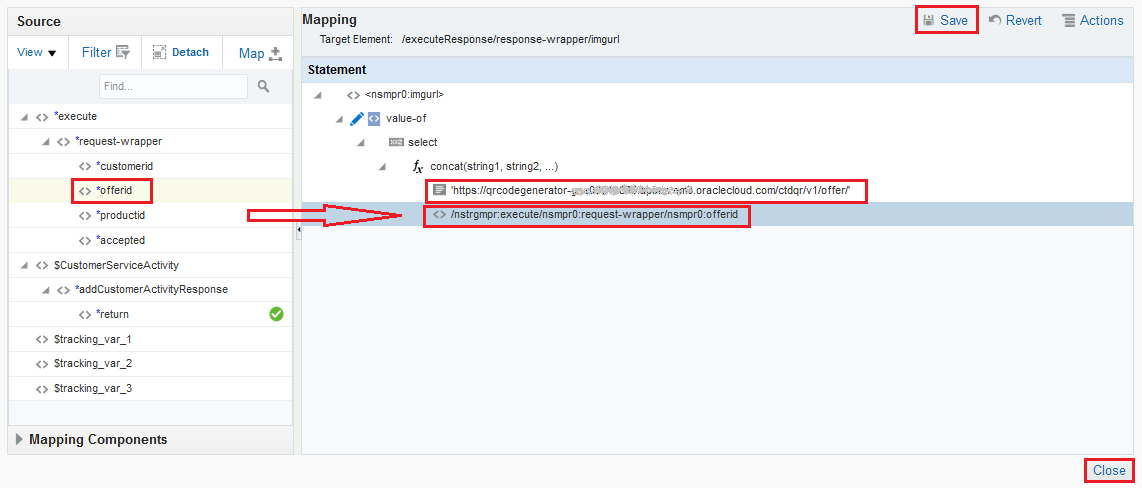 Source
View
Filter
Detach
Map
Find...
*execute
*request-wrapper
*customerid
*offerid
*productid
*accepted
$CustomerServiceActivity
*addCustomerActivityResponse
*return
$tracking_var_1
$tracking_var_2
$tracking_var_3
Mapping Components
Mapping
Save
Revert
Actions
Target Element: /executeResponse/response-wrapper/imgurl
Statement
<nsmpr0:imgurl>
value-of
select
fx concat(string1, string2, ...)
'https://qrcodegenerator- .oraclecloud.com/ctdqr/v1/offer/'
/nstrgmpr:execute/nsmpr0:request-wrapper/nsmpr0:offerid
Close